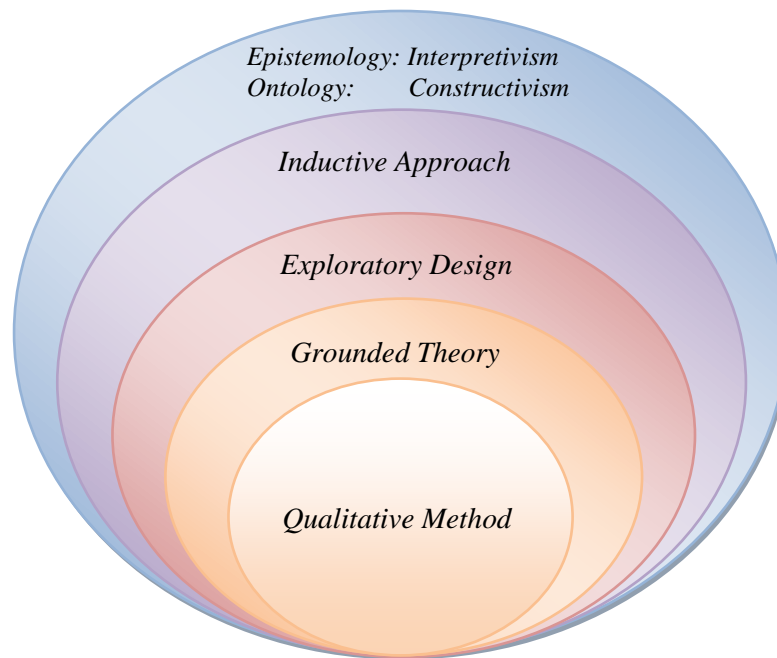 Epistemology: Interpretivism
Ontology: Constructivism
Inductive Approach
Exploratory Design
Grounded Theory
Qualitative Method